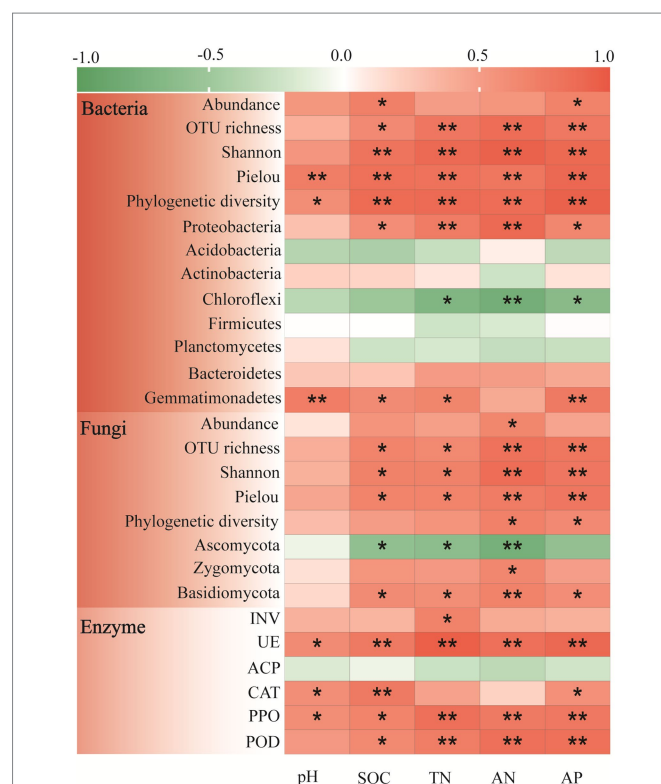 -1.0 -0.5 0.0 0.5 1.0
Bacteria Abundance * *
OTU richness * ** ** **
Shannon ** ** ** **
Pielou ** ** ** ** **
Phylogenetic diversity * ** ** ** **
Proteobacteria * ** ** *
Acidobacteria
Actinobacteria
Chloroflexi * ** *
Firmicutes
Planctomycetes
Bacteroidetes
Gemmatimonadetes ** * * **
Fungi Abundance *
OTU richness * * ** **
Shannon * * ** **
Pielou * * ** **
Phylogenetic diversity * *
Ascomycota * * **
Zygomycota *
Basidiomycota * * ** *
Enzyme INV *
UE * ** ** ** **
ACP
CAT * ** *
PPO * * ** ** **
POD * ** ** **
pH SOC TN AN AP